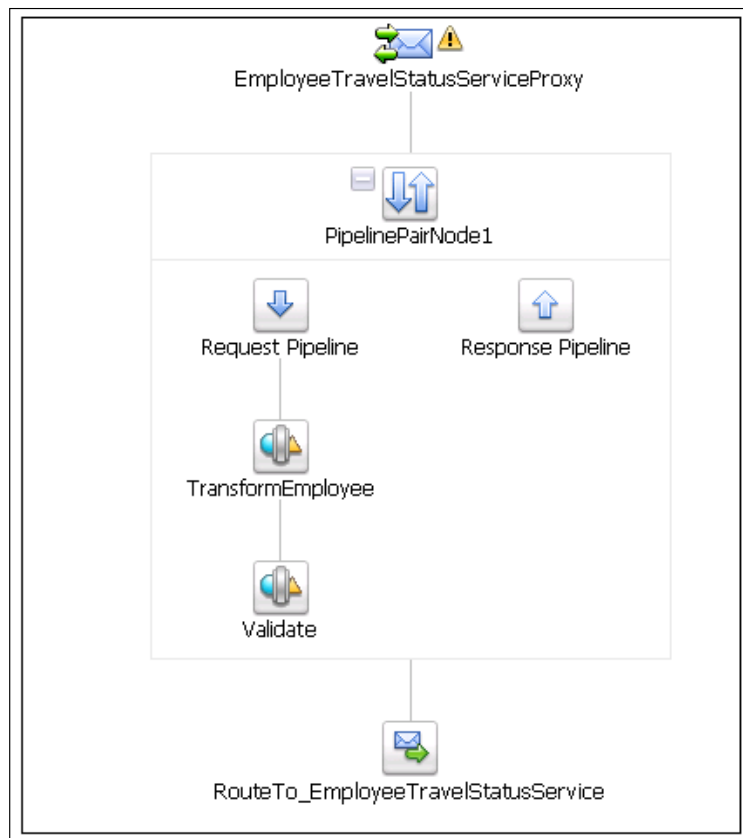 EmployeeTravelStatusServiceProxy
PipelinePairNode1
Request Pipeline
Response Pipeline
TransformEmployee
Validate
RouteTo_EmployeeTravelStatusService